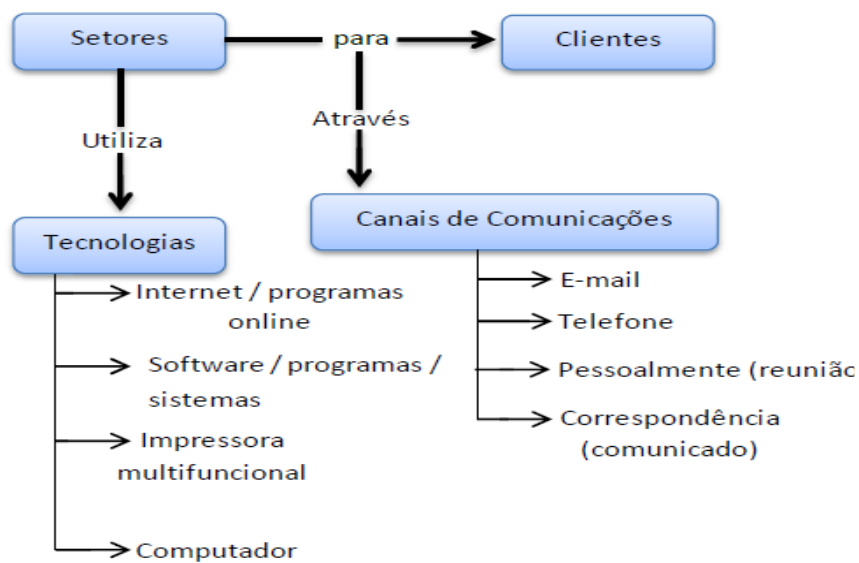 Setores
para
Clientes
Utiliza
Através
Tecnologias
Internet / programas
online
Software / programas /
sistemas
Impressora
multifuncional
Computador
Canais de Comunicações
E-mail
Telefone
Pessoalmente (reunião
Correspondência
(comunicado)